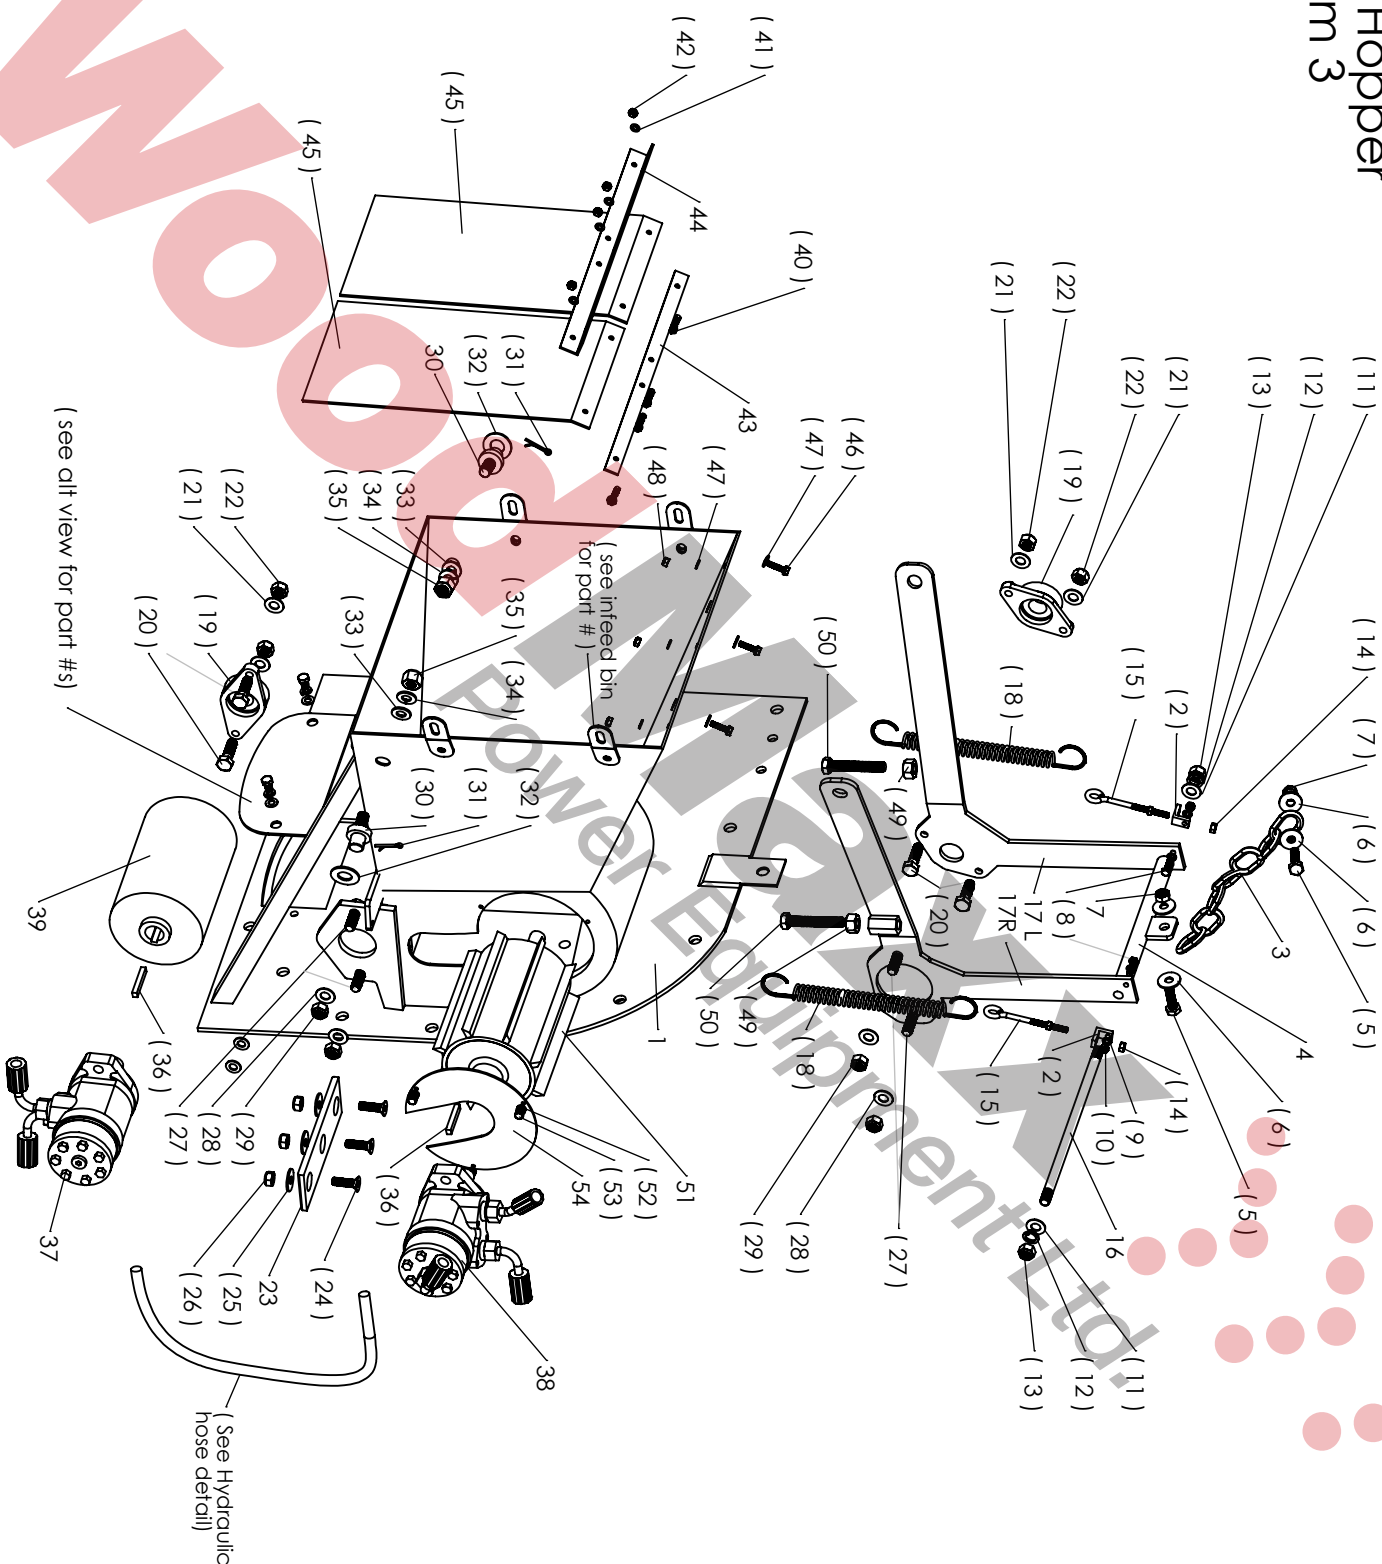 Hopper
m 3
( 11 )
( 12 )
( 13 )
( 21 )
( 22 )
( 22 )
( 21 )
( 19 )
( 41 )
( 42 )
( 45 )
( 45 )
44
( 40 )
43
( 46 )
( 47 )
( 47 )
( 48 )
( 31 )
( 32 )
30
( 33 )
( 34 )
( 35 )
( 22 )
( 21 )
( see alt view for part #s)
( 19 )
( 20 )
( 33 )
( 35 )
( 34 )
( see infeed bin
for part # )
( 50 )
( 18 )
( 15 )
( 2 )
( 14 )
( 7 )
( 6 )
( 6 )
( 5 )
3
4
( 49 )
( 20 )
17R
17 L
( 8 )
7
( 32 )
( 31 )
( 30 )
39
( 36 )
( 27 )
( 28 )
( 29 )
1
( 50 )
( 49 )
( 18 )
( 15 )
( 2 )
( 9 )
( 10 )
( 14 )
( 6 )
( 5 )
16
51
( 52 )
( 53 )
54
( 36 )
( 29 )
( 28 )
( 27 )
37
( 26 )
( 25 )
23
( 24 )
38
( 13 )
( 12 )
( 11 )
( See Hydraulic
hose detail)
WoodMaxx
Power Equipment Ltd.